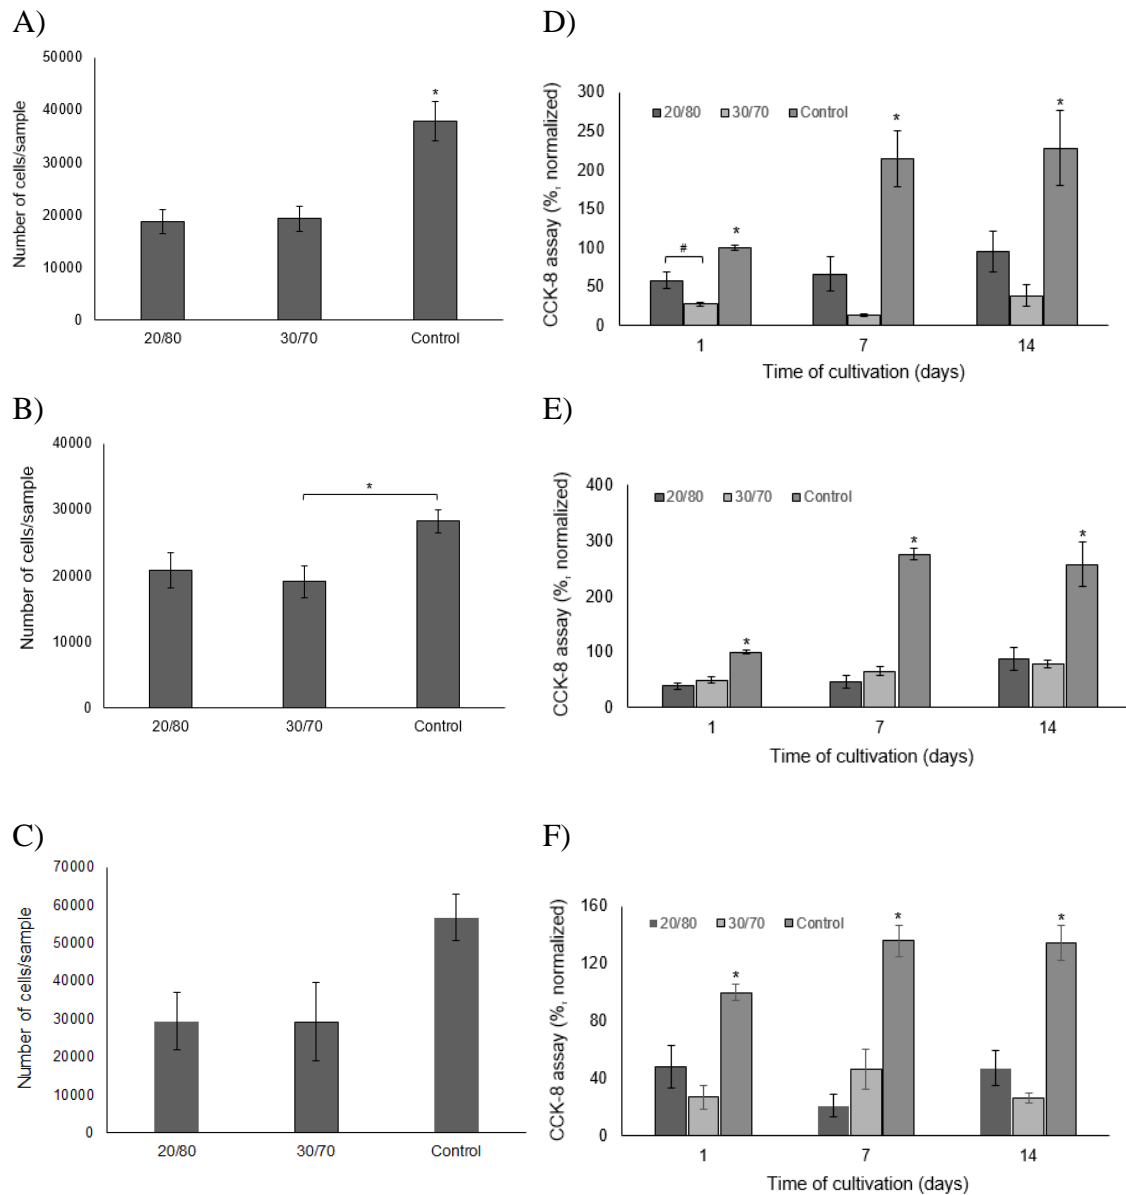 A)
50000
40000
30000
20000
10000
0
Number of cells/sample
*
20/80 30/70 Control
D)
300
250
200
150
100
50
0
CCK-8 assay (%, normalized)
20/80 30/70 Control
# * * *
1 7 14
Time of cultivation (days)
B)
40000
30000
20000
10000
0
Number of cells/sample
*
20/80 30/70 Control
E)
400
300
200
100
0
CCK-8 assay (%, normalized)
20/80 30/70 Control
* * *
1 7 14
Time of cultivation (days)
C)
70000
60000
50000
40000
30000
20000
10000
0
Number of cells/sample
20/80 30/70 Control
F)
160
120
80
40
0
CCK-8 assay (%, normalized)
20/80 30/70 Control
* * *
1 7 14
Time of cultivation (days)